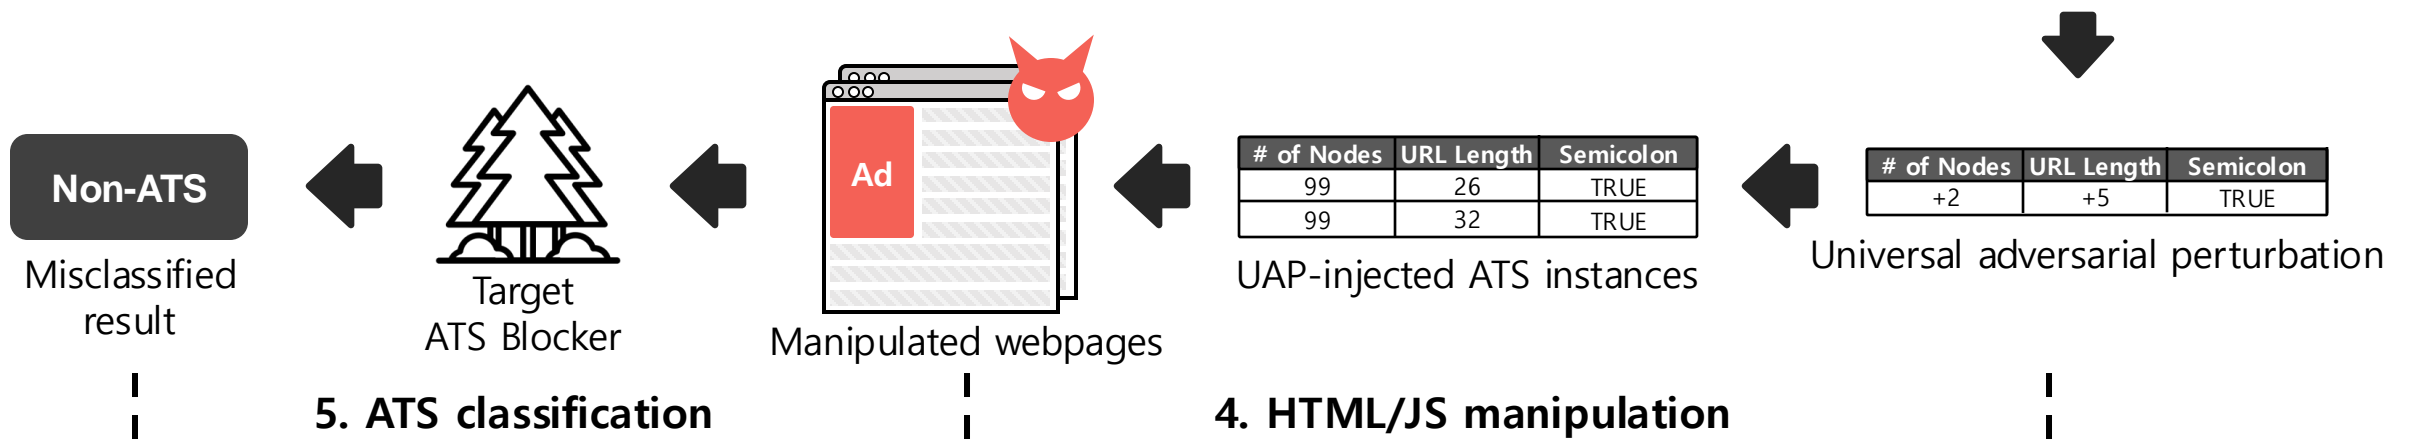 Non-ATS
Misclassified
result
Target
ATS Blocker
Ad
Manipulated webpages
# of Nodes URL Length Semicolon
99 26 TRUE
99 32 TRUE
UAP-injected ATS instances
# of Nodes URL Length Semicolon
+2 +5 TRUE
Universal adversarial perturbation
5. ATS classification
4. HTML/JS manipulation